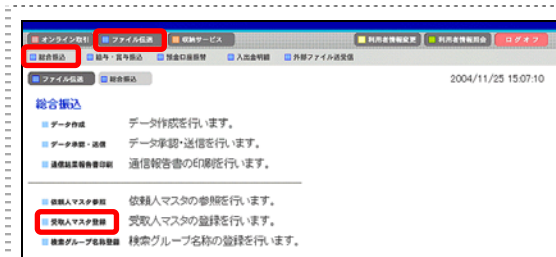 オンライン取引 ファイル伝送 収納サービス 利用者情報変更 利用者情報照会 ログオフ
総合振込 給与・賞与振込 預金口座振替 入出金明細 外部ファイル送受信
ファイル伝送 総合振込 2004/11/25 15:07:10
総合振込
データ作成 データ作成を行います。
データ承認・送信 データ承認・送信を行います。
通信結果報告書印刷 通信報告書の印刷を行います。
依頼人マスタ参照 依頼人マスタの参照を行います。
受取人マスタ登録 受取人マスタの登録を行います。
検索グループ名称登録 検索グループ名称の登録を行います。